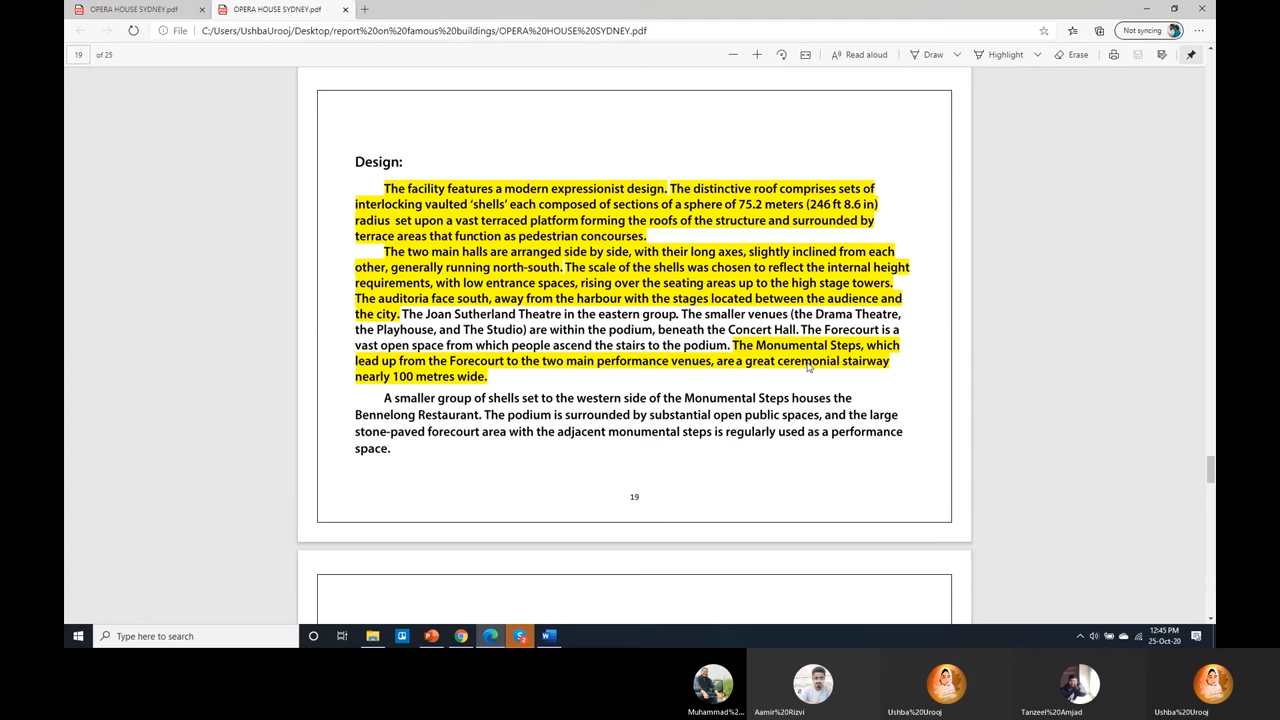 OPERA HOUSE SYDNEY.pdf
OPERA HOUSE SYDNEY.pdf
File
C:/Users/UshbaUrooj/Desktop/report%20on%20famous%20buildings/OPERA%20HOUSE%20SYDNEY.pdf
Not syncing
19 of 25
Read aloud
Draw
Highlight
Erase
Design:
The facility features a modern expressionist design. The distinctive roof comprises sets of
interlocking vaulted ‘shells’ each composed of sections of a sphere of 75.2 meters (246 ft 8.6 in)
radius set upon a vast terraced platform forming the roofs of the structure and surrounded by
terrace areas that function as pedestrian concourses.
The two main halls are arranged side by side, with their long axes, slightly inclined from each
other, generally running north-south. The scale of the shells was chosen to reflect the internal height
requirements, with low entrance spaces, rising over the seating areas up to the high stage towers.
The auditoria face south, away from the harbour with the stages located between the audience and
the city. The Joan Sutherland Theatre in the eastern group. The smaller venues (the Drama Theatre,
the Playhouse, and The Studio) are within the podium, beneath the Concert Hall. The Forecourt is a
vast open space from which people ascend the stairs to the podium. The Monumental Steps, which
lead up from the Forecourt to the two main performance venues, are a great ceremonial stairway
nearly 100 metres wide.
A smaller group of shells set to the western side of the Monumental Steps houses the
Bennelong Restaurant. The podium is surrounded by substantial open public spaces, and the large
stone-paved forecourt area with the adjacent monumental steps is regularly used as a performance
space.
19
Type here to search
12:45 PM
25-Oct-20
Muhammad%2...
Aamir%20Rizvi
Ushba%20Urooj
Tanzeel%20Amjad
Ushba%20Urooj